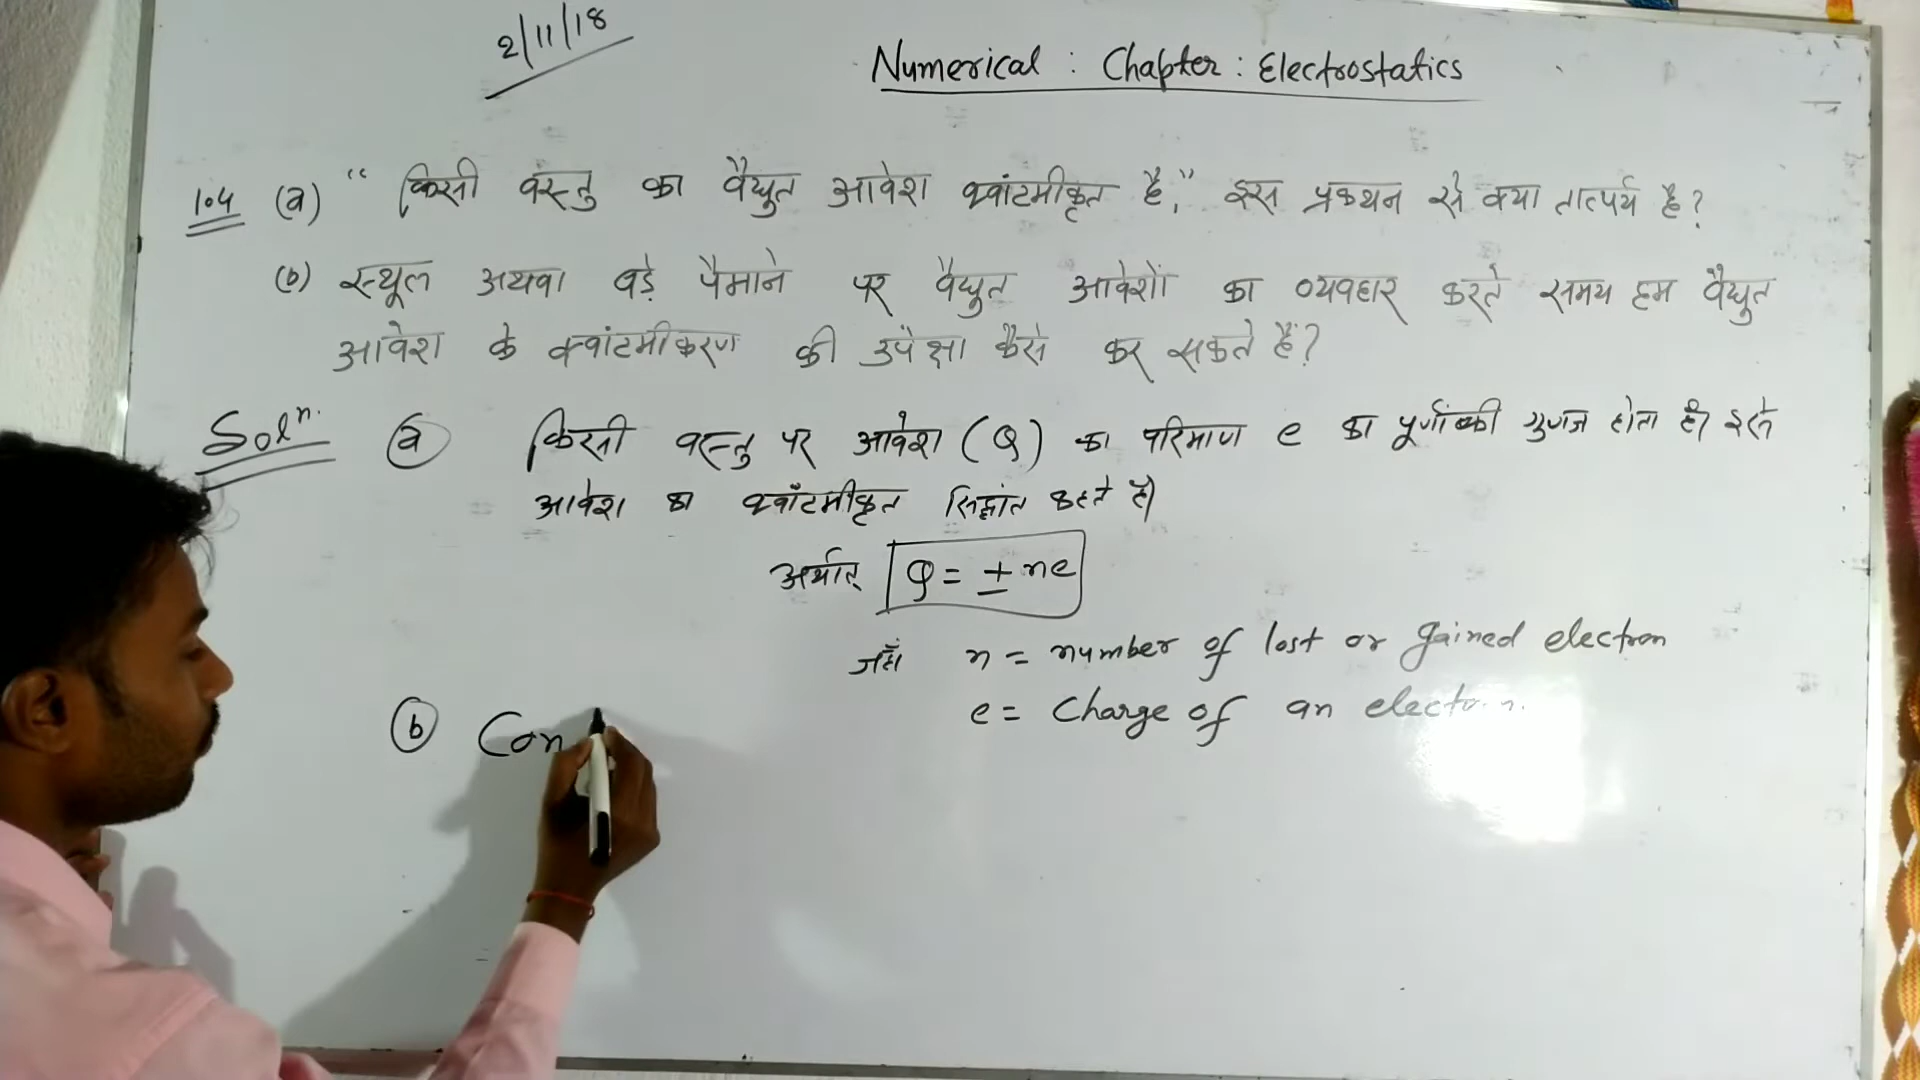 2/11/18
Numerical : Chapter : Electrostatics
1.4 (a) “ किसी वस्तु का वैद्युत आवेश क्वांटमीकृत है," इस प्रकथन से क्या तात्पर्य है?
(b) स्थूल अथवा बड़े पैमाने पर वैद्युत आवेशों का व्यवहार करते समय हम वैद्युत
आवेश के क्वांटमीकरण की उपेक्षा कैसे कर सकते हैं?
Solⁿ. (a) किसी वस्तु पर आवेश (Q) का परिमाण e का पूर्णांकी गुणज होता है। इसे
आवेश का क्वाँटमीकृत सिद्धांत कहते है।
अर्थात् Q = ± ne
जहाँ n = number of lost or gained electron
e = Charge of an electron.
(b) Con